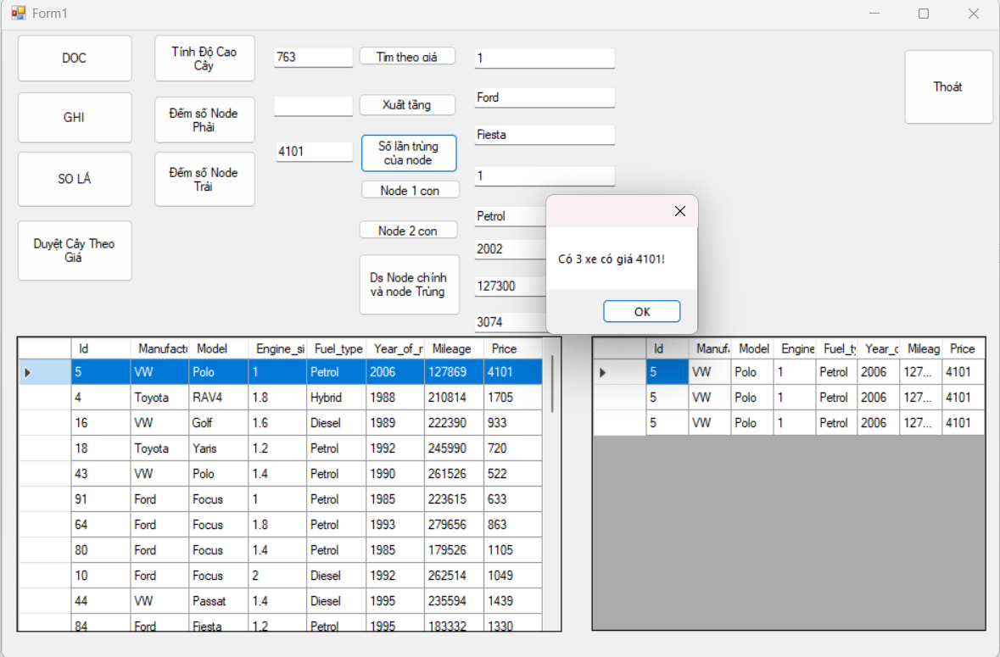 Form1
DOC
Tính Độ Cao
Cây
763
Tìm theo giá
1
Thoát
GHI
Đếm số Node
Phải
Xuất tầng
Ford
Fiesta
SO LÁ
Đếm số Node
Trái
4101
Số lần trùng
của node
1
Node 1 con
Petrol
Duyệt Cây Theo
Giá
Node 2 con
2002
Có 3 xe có giá 4101!
Ds Node chính
và node Trùng
127300
OK
3074
Id Manufactu Model Engine_si Fuel_type Year_of_r Mileage Price
5 VW Polo 1 Petrol 2006 127869 4101
4 Toyota RAV4 1.8 Hybrid 1988 210814 1705
16 VW Golf 1.6 Diesel 1989 222390 933
18 Toyota Yaris 1.2 Petrol 1992 245990 720
43 VW Polo 1.4 Petrol 1990 261526 522
91 Ford Focus 1 Petrol 1985 223615 633
64 Ford Focus 1.8 Petrol 1993 279656 863
80 Ford Focus 1.4 Petrol 1985 179526 1105
10 Ford Focus 2 Diesel 1992 262514 1049
44 VW Passat 1.4 Diesel 1995 235594 1439
84 Ford Fiesta 1.2 Petrol 1995 183332 1330
Id Manuf. Model Engine Fuel_ty Year_c Mileag Price
5 VW Polo 1 Petrol 2006 127... 4101
5 VW Polo 1 Petrol 2006 127... 4101
5 VW Polo 1 Petrol 2006 127... 4101